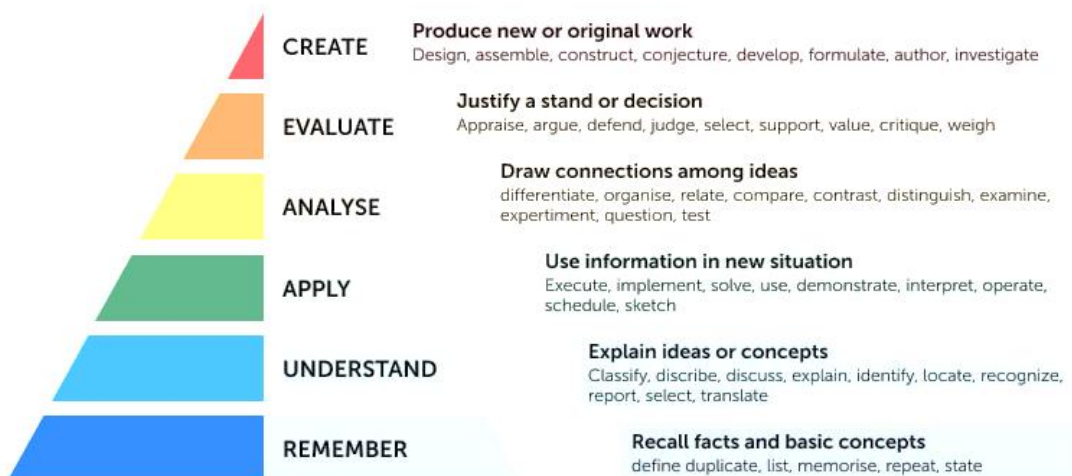 CREATE
Produce new or original work
Design, assemble, construct, conjecture, develop, formulate, author, investigate
EVALUATE
Justify a stand or decision
Appraise, argue, defend, judge, select, support, value, critique, weigh
ANALYSE
Draw connections among ideas
differentiate, organise, relate, compare, contrast, distinguish, examine,
expertiment, question, test
APPLY
Use information in new situation
Execute, implement, solve, use, demonstrate, interpret, operate,
schedule, sketch
UNDERSTAND
Explain ideas or concepts
Classify, discribe, discuss, explain, identify, locate, recognize,
report, select, translate
REMEMBER
Recall facts and basic concepts
define duplicate, list, memorise, repeat, state